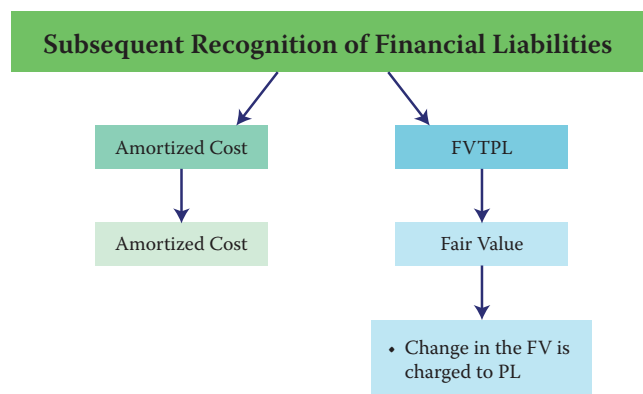 Subsequent Recognition of Financial Liabilities
Amortized Cost
FVTPL
Amortized Cost
Fair Value
• Change in the FV is
charged to PL